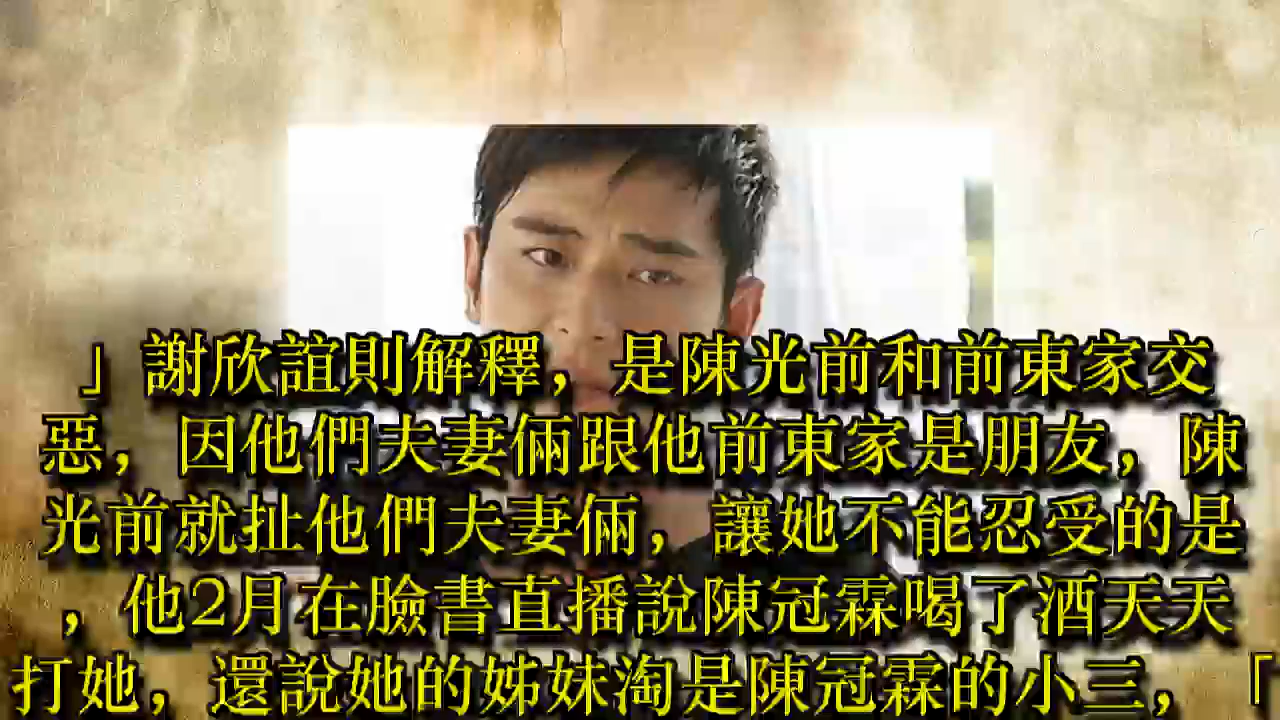 」謝欣誼則解釋，是陳光前和前東家交
惡，因他們夫妻倆跟他前東家是朋友，陳
光前就扯他們夫妻倆，讓她不能忍受的是
，他2月在臉書直播說陳冠霖喝了酒天天
打她，還說她的姊妹淘是陳冠霖的小三，「